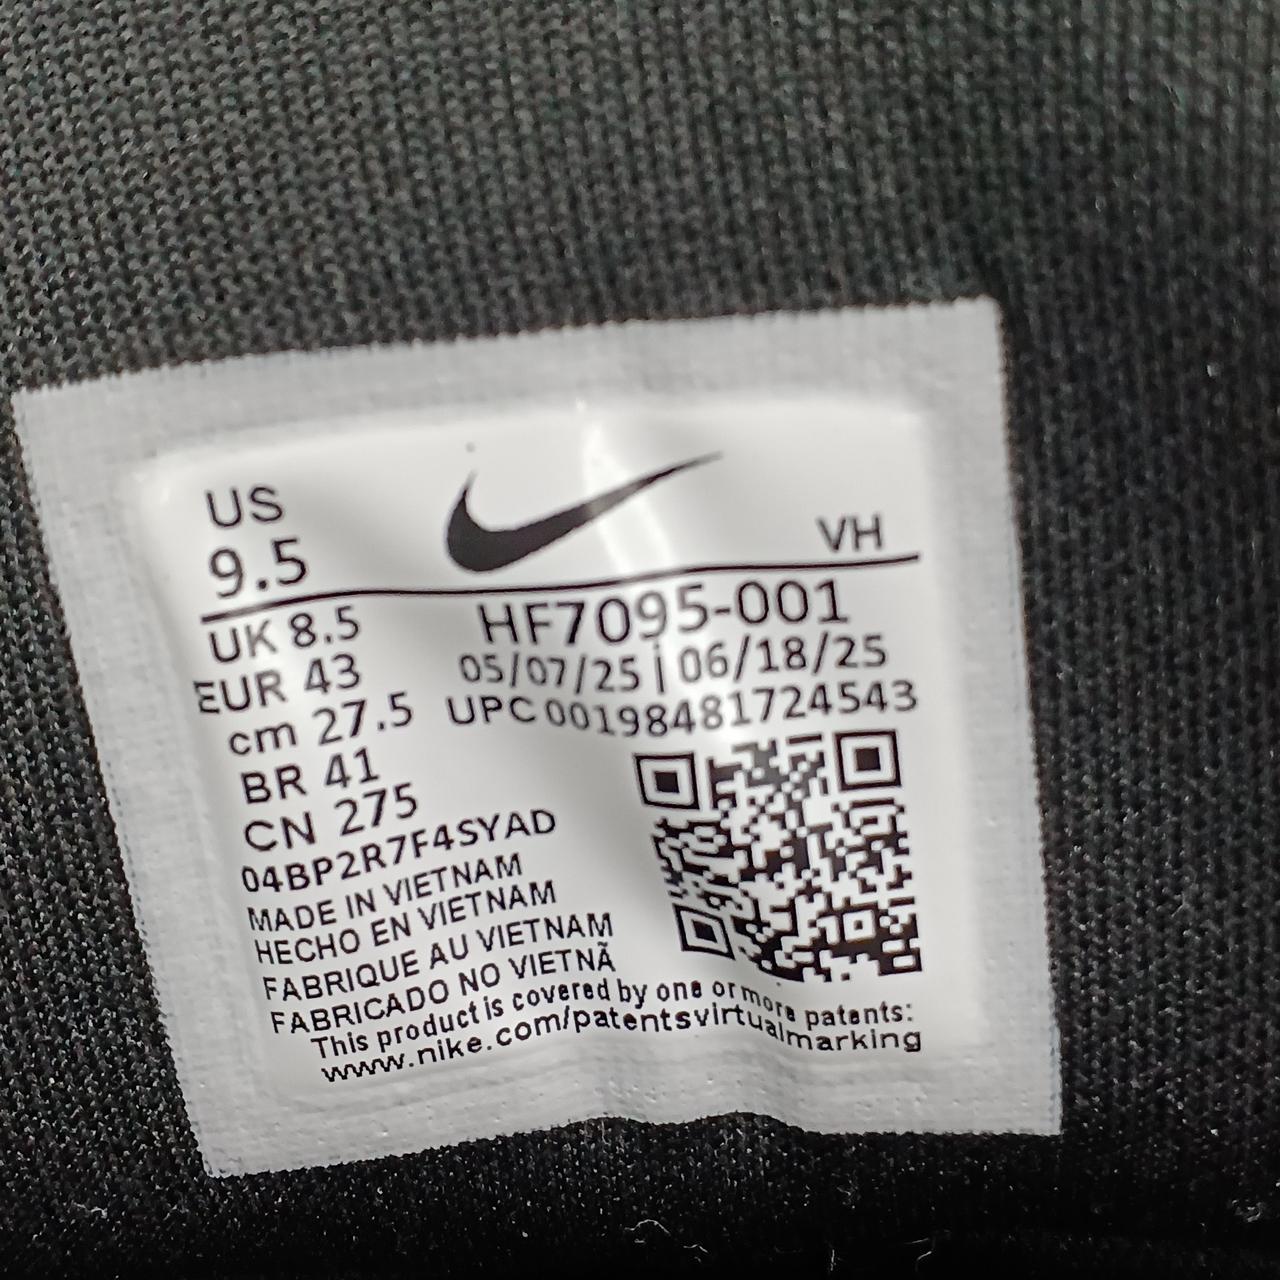 US
9.5
VH
UK 8.5
EUR 43
cm 27.5
BR 41
CN 275
HF7095-001
05/07/25 | 06/18/25
UPC 00198481724543
04BP2R7F4SYAD
MADE IN VIETNAM
HECHO EN VIETNAM
FABRIQUE AU VIETNAM
FABRICADO NO VIETNÃ
This product is covered by one or more patents:
www.nike.com/patentsvirtualmarking